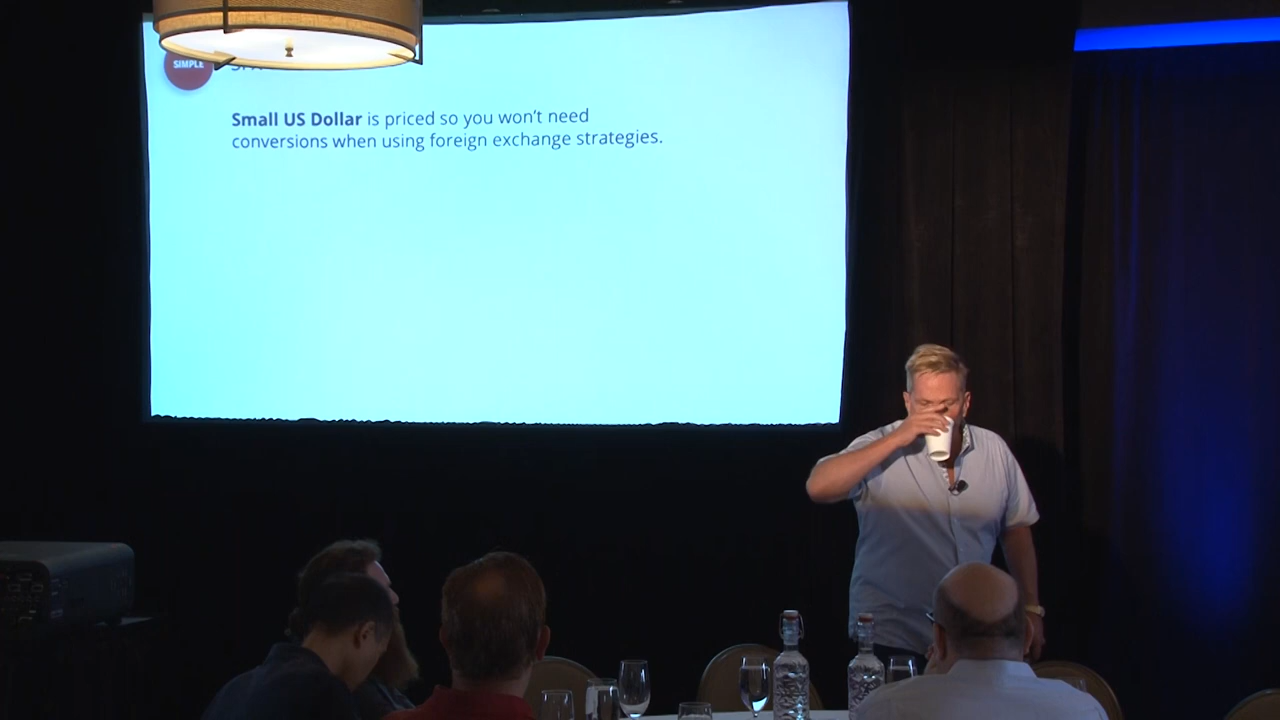 SIMPLE
Small US Dollar is priced so you won't need
conversions when using foreign exchange strategies.